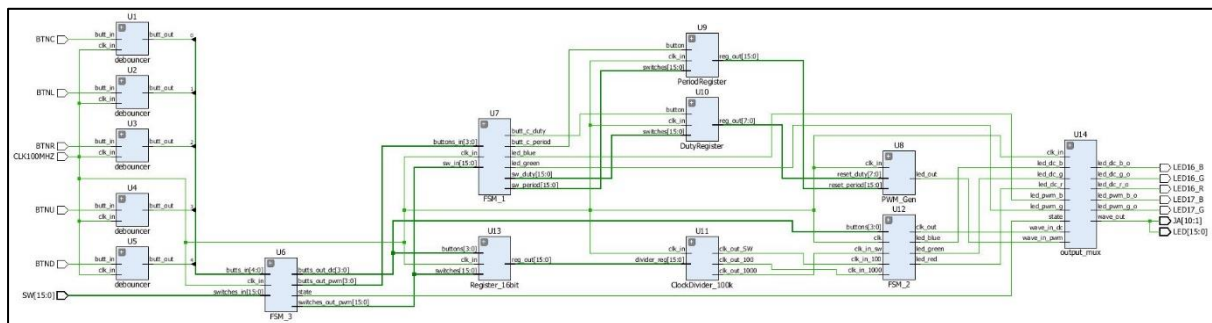 U1
BTNC
butt_in
butt_out
clk_in
debouncer
0
U2
BTNL
butt_in
butt_out
clk_in
debouncer
1
U3
BTNR
butt_in
butt_out
CLK100MHZ
clk_in
debouncer
2
U4
BTNU
butt_in
butt_out
clk_in
debouncer
3
U5
BTND
butt_in
butt_out
clk_in
debouncer
4
SW[15:0]
U6
butts_in[4:0]
clk_in
switches_in[15:0]
butts_out_dc[3:0]
butts_out_pwm[3:0]
state
switches_out_pwm[15:0]
FSM_3
U7
buttons_in[3:0]
clk_in
sw_in[15:0]
butt_c_duty
butt_c_period
led_blue
led_green
sw_duty[15:0]
sw_period[15:0]
FSM_1
U13
buttons[3:0]
clk_in
switches[15:0]
reg_out[15:0]
Register_16bit
U9
button
clk_in
switches[15:0]
reg_out[15:0]
PeriodRegister
U10
button
clk_in
switches[15:0]
reg_out[7:0]
DutyRegister
U11
clk_in
divider_reg[15:0]
clk_out_SW
clk_out_100
clk_out_1000
ClockDivider_100k
U8
clk_in
reset_duty[7:0]
reset_period[15:0]
led_out
PWM_Gen
U12
buttons[3:0]
clk
clk_in_sw
clk_in_100
clk_in_1000
clk_out
led_blue
led_green
led_red
FSM_2
U14
clk_in
led_dc_b
led_dc_g
led_dc_r
led_pwm_b
led_pwm_g
state
wave_in_dc
wave_in_pwm
led_dc_b_o
led_dc_g_o
led_dc_r_o
led_pwm_b_o
led_pwm_g_o
wave_out
output_mux
LED16_B
LED16_G
LED16_R
LED17_B
LED17_G
JA[10:1]
LED[15:0]